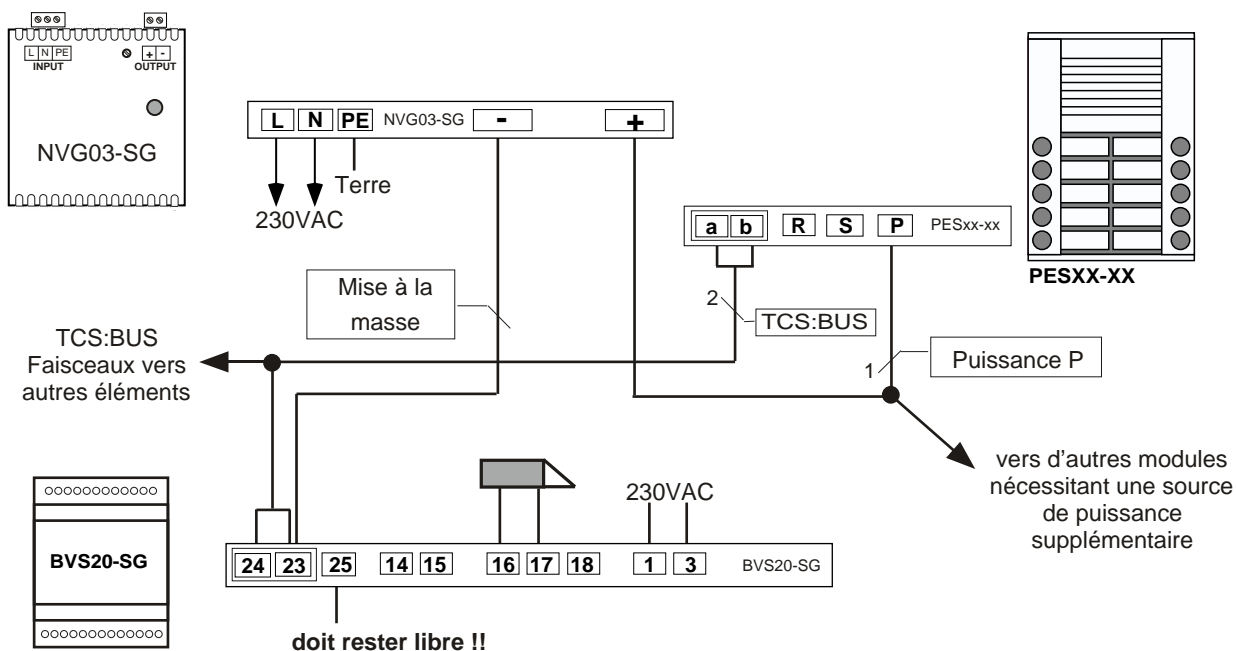 L N PE
INPUT
+ -
OUTPUT
NVG03-SG
L N PE NVG03-SG - +
Terre
230VAC
a b R S P PESxx-xx
PESXX-XX
Mise à la
masse
2
TCS:BUS
1
Puissance P
TCS:BUS
Faisceaux vers
autres éléments
vers d'autres modules
nécessitant une source
de puissance
supplémentaire
230VAC
BVS20-SG
24 23 25 14 15 16 17 18 1 3 BVS20-SG
doit rester libre !!